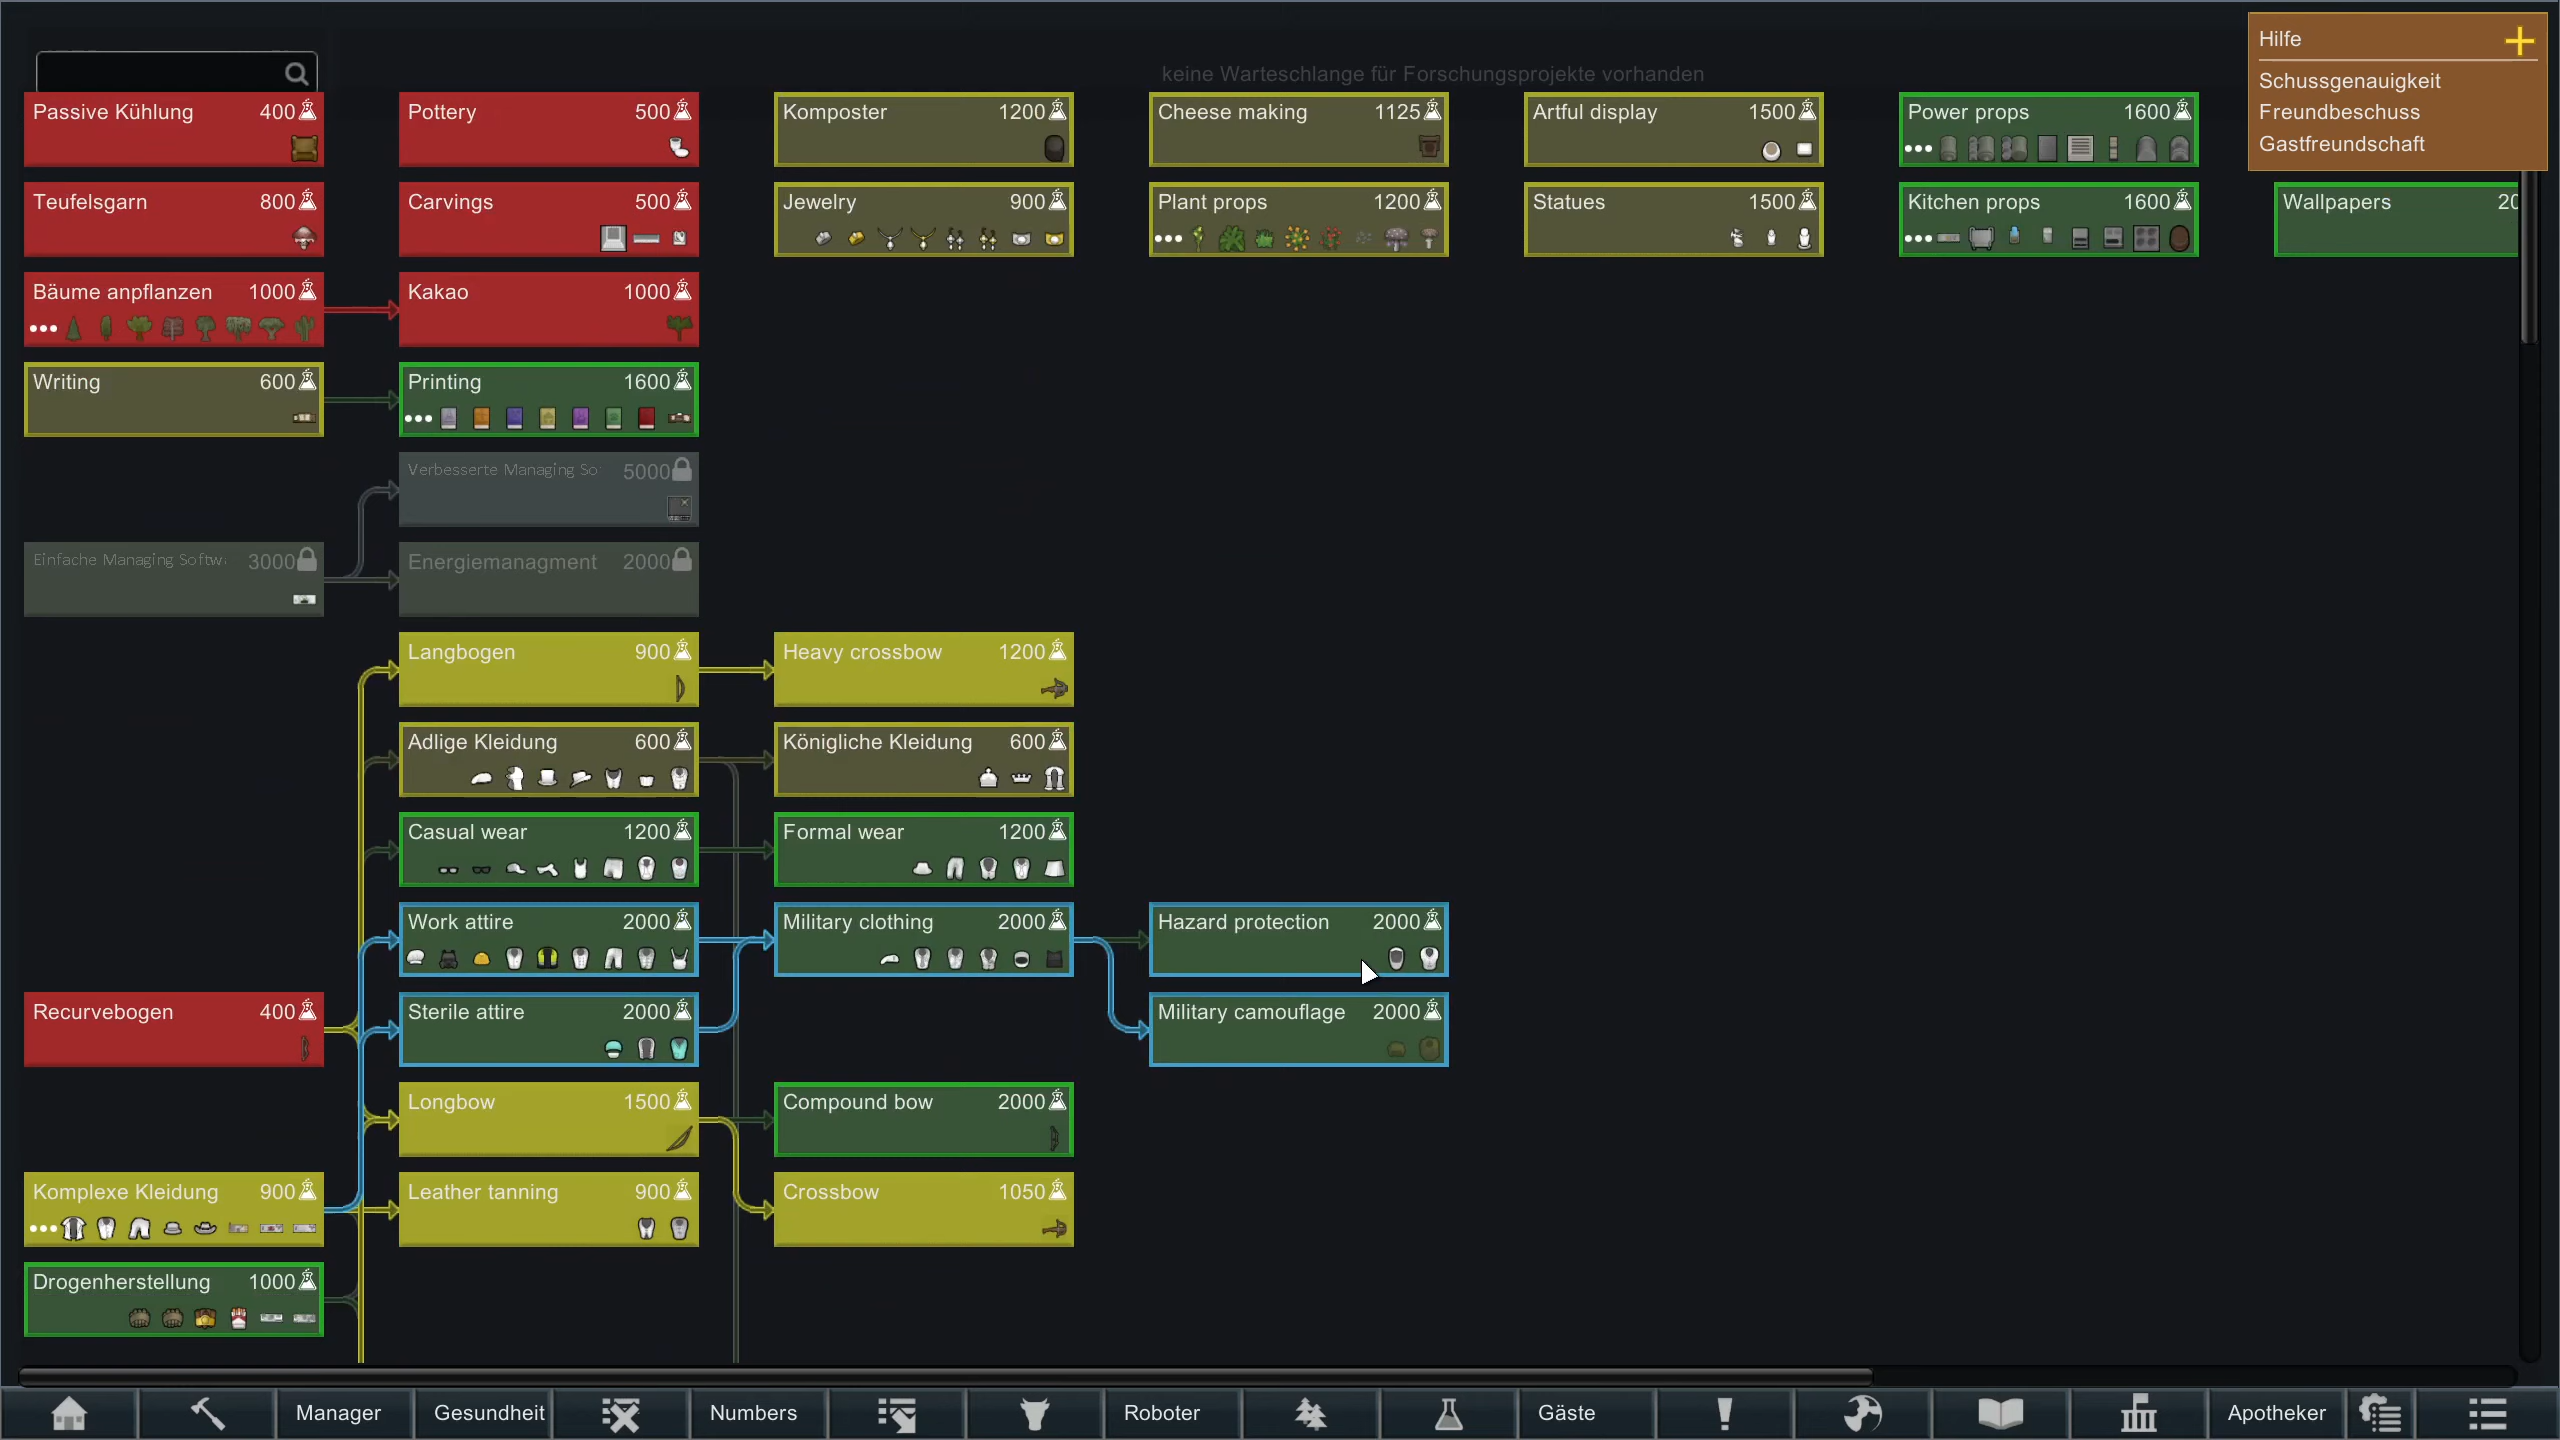 keine Warteschlange für Forschungsprojekte vorhanden
Hilfe
Schussgenauigkeit
Freundbeschuss
Gastfreundschaft
Passive Kühlung 400
Pottery 500
Komposter 1200
Cheese making 1125
Artful display 1500
Power props 1600
Teufelsgarn 800
Carvings 500
Jewelry 900
Plant props 1200
Statues 1500
Kitchen props 1600
Wallpapers 20
Bäume anpflanzen 1000
Kakao 1000
Writing 600
Printing 1600
Verbesserte Managing So 5000
Einfache Managing Softw 3000
Energiemanagment 2000
Langbogen 900
Heavy crossbow 1200
Adlige Kleidung 600
Königliche Kleidung 600
Casual wear 1200
Formal wear 1200
Work attire 2000
Military clothing 2000
Hazard protection 2000
Recurvebogen 400
Sterile attire 2000
Military camouflage 2000
Longbow 1500
Compound bow 2000
Komplexe Kleidung 900
Leather tanning 900
Crossbow 1050
Drogenherstellung 1000
Manager
Gesundheit
Numbers
Roboter
Gäste
Apotheker